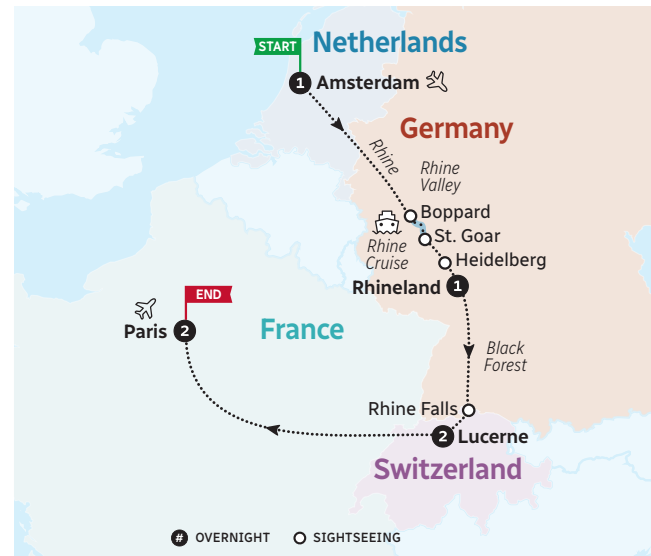 START
Netherlands
1 Amsterdam
Germany
Rhine
Rhine
Valley
Boppard
St. Goar
Rhine
Cruise
Heidelberg
Rhineland 1
END
Paris 2
France
Black
Forest
Rhine Falls
2 Lucerne
Switzerland
# OVERNIGHT SIGHTSEEING